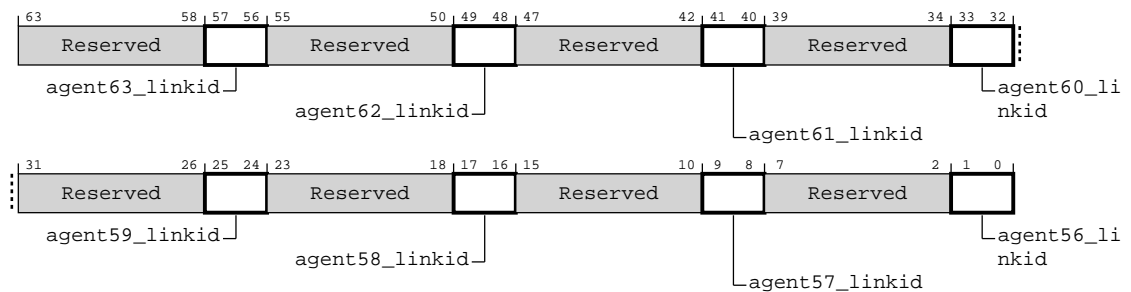 63 58 57 56 55 50 49 48 47 42 41 40 39 34 33 32
Reserved Reserved Reserved Reserved
agent63_linkid
agent62_linkid
agent61_linkid
agent60_li
nkid
31 26 25 24 23 18 17 16 15 10 9 8 7 2 1 0
Reserved Reserved Reserved Reserved
agent59_linkid
agent58_linkid
agent57_linkid
agent56_li
nkid